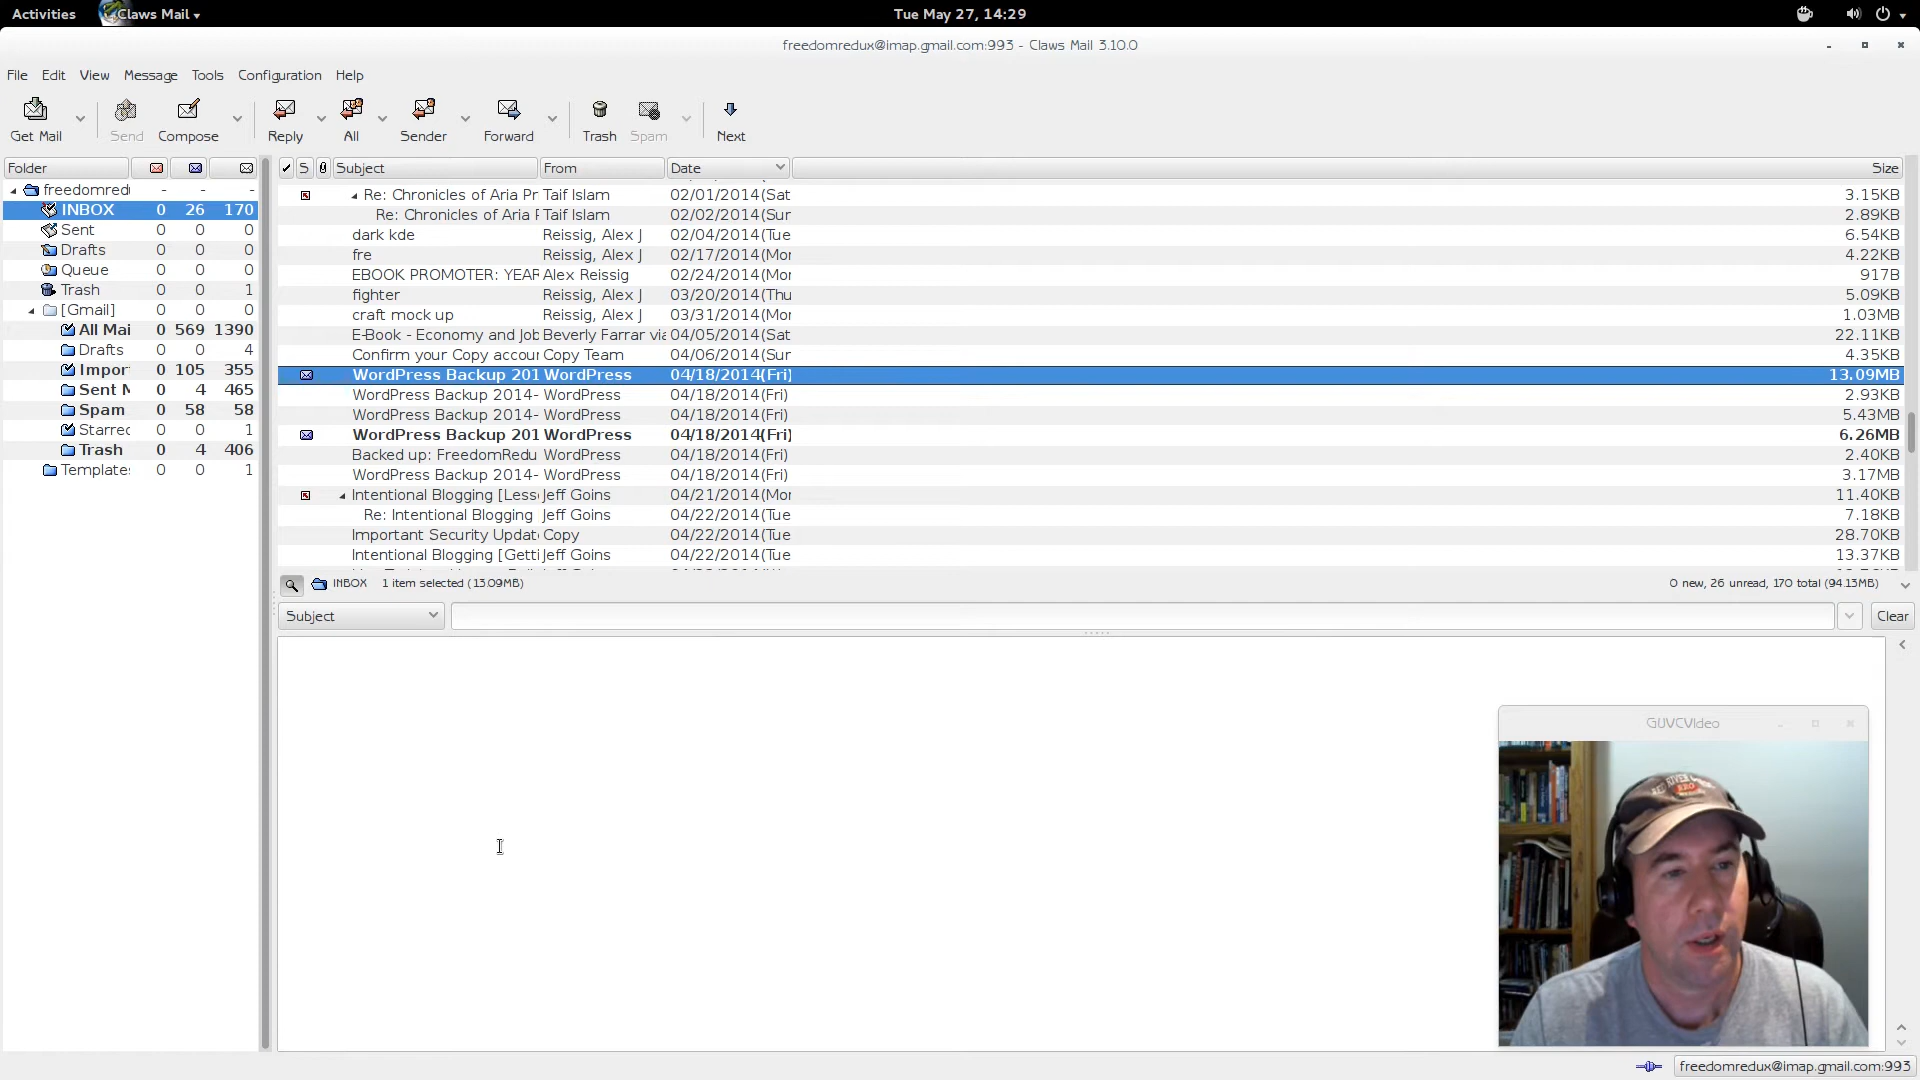 Activities Claws Mail Tue May 27, 14:29
freedomredux@imap.gmail.com:993 - Claws Mail 3.10.0
File Edit View Message Tools Configuration Help
Get Mail Send Compose Reply All Sender Forward Trash Spam Next
Folder
freedomred - - -
INBOX 0 26 170
Sent 0 0 0
Drafts 0 0 0
Queue 0 0 0
Trash 0 0 1
[Gmail] 0 0 0
All Mai 0 569 1390
Drafts 0 0 4
Impor 0 105 355
Sent M 0 4 465
Spam 0 58 58
Starred 0 0 1
Trash 0 4 406
Templates 0 0 1
S Subject From Date Size
Re: Chronicles of Aria Pr Taif Islam 02/01/2014(Sat 3.15KB
Re: Chronicles of Aria P Taif Islam 02/02/2014(Sun 2.89KB
dark kde Reissig, Alex J 02/04/2014(Tue 6.54KB
fre Reissig, Alex J 02/17/2014(Mon 4.22KB
EBOOK PROMOTER: YEAR Alex Reissig 02/24/2014(Mon 917B
fighter Reissig, Alex J 03/20/2014(Thu 5.09KB
craft mock up Reissig, Alex J 03/31/2014(Mon 1.03MB
E-Book - Economy and Job Beverly Farrar via 04/05/2014(Sat 22.11KB
Confirm your Copy accour Copy Team 04/06/2014(Sun 4.35KB
WordPress Backup 201 WordPress 04/18/2014(Fri) 13.09MB
WordPress Backup 2014- WordPress 04/18/2014(Fri) 2.93KB
WordPress Backup 2014- WordPress 04/18/2014(Fri) 5.43MB
WordPress Backup 201 WordPress 04/18/2014(Fri) 6.26MB
Backed up: FreedomRedu WordPress 04/18/2014(Fri) 2.40KB
WordPress Backup 2014- WordPress 04/18/2014(Fri) 3.17MB
Intentional Blogging [Less Jeff Goins 04/21/2014(Mon 11.40KB
Re: Intentional Blogging Jeff Goins 04/22/2014(Tue 7.18KB
Important Security Updat Copy 04/22/2014(Tue 28.70KB
Intentional Blogging [Getti Jeff Goins 04/22/2014(Tue 13.37KB
INBOX 1 item selected (13.09MB) 0 new, 26 unread, 170 total (94.13MB)
Subject Clear
GUVCVideo
freedomredux@imap.gmail.com:993